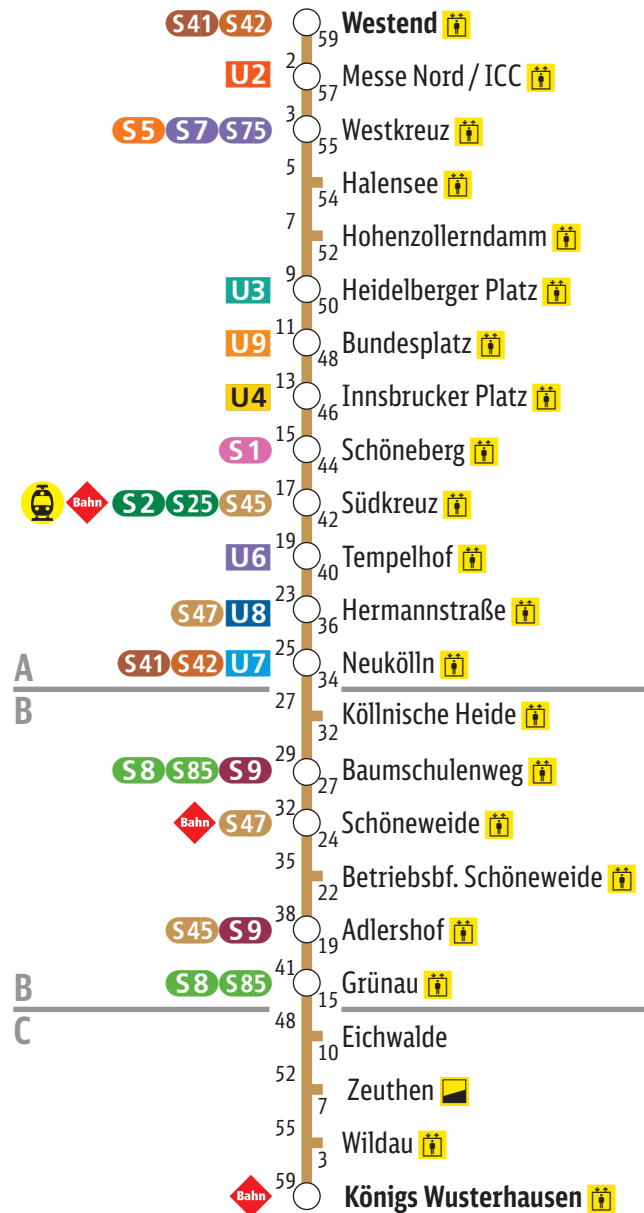 S41 S42 59 Westend
2
U2 57 Messe Nord / ICC
3
S5 S7 S75 55 Westkreuz
5
54 Halensee
7
52 Hohenzollerndamm
9
U3 50 Heidelberger Platz
11
U9 48 Bundesplatz
13
U4 46 Innsbrucker Platz
15
S1 44 Schöneberg
17
Bahn S2 S25 S45 42 Südkreuz
19
U6 40 Tempelhof
23
S47 U8 36 Hermannstraße
25
S41 S42 U7 34 Neukölln
A
B
27
32 Köllnische Heide
29
S8 S85 S9 27 Baumschulenweg
32
Bahn S47 24 Schöneweide
35
22 Betriebsbf. Schöneweide
38
S45 S9 19 Adlershof
41
S8 S85 15 Grünau
B
C
48
10 Eichwalde
52
7 Zeuthen
55
3 Wildau
59
Bahn Königs Wusterhausen